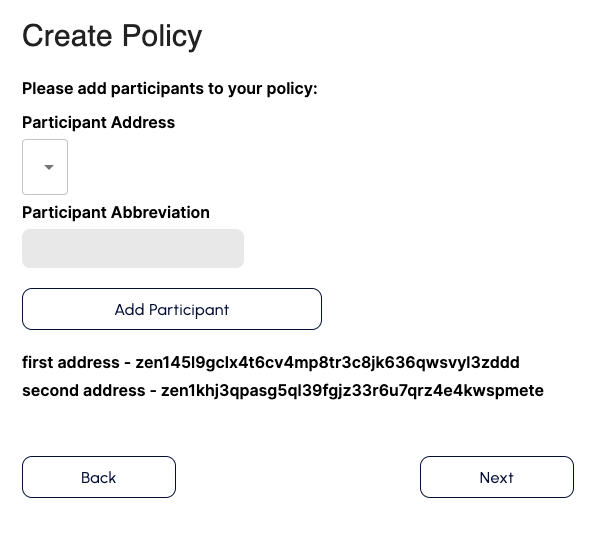 Create Policy
Please add participants to your policy:
Participant Address
Participant Abbreviation
Add Participant
first address - zen145l9gclx4t6cv4mp8tr3c8jk636qwsvyl3zddd
second address - zen1khj3qpasg5ql39fgjz33r6u7qrz4e4kwspmete
Back
Next